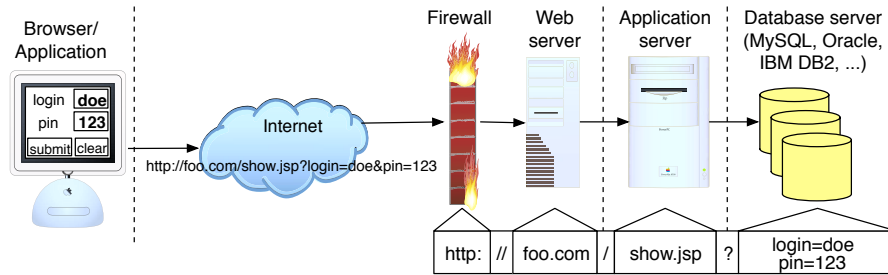 Browser/
Application
login doe
pin 123
submit clear
Internet
http://foo.com/show.jsp?login=doe&pin=123
Firewall
Web
server
Application
server
Database server
(MySQL, Oracle,
IBM DB2, ...)
http: // foo.com / show.jsp ? login=doe
pin=123